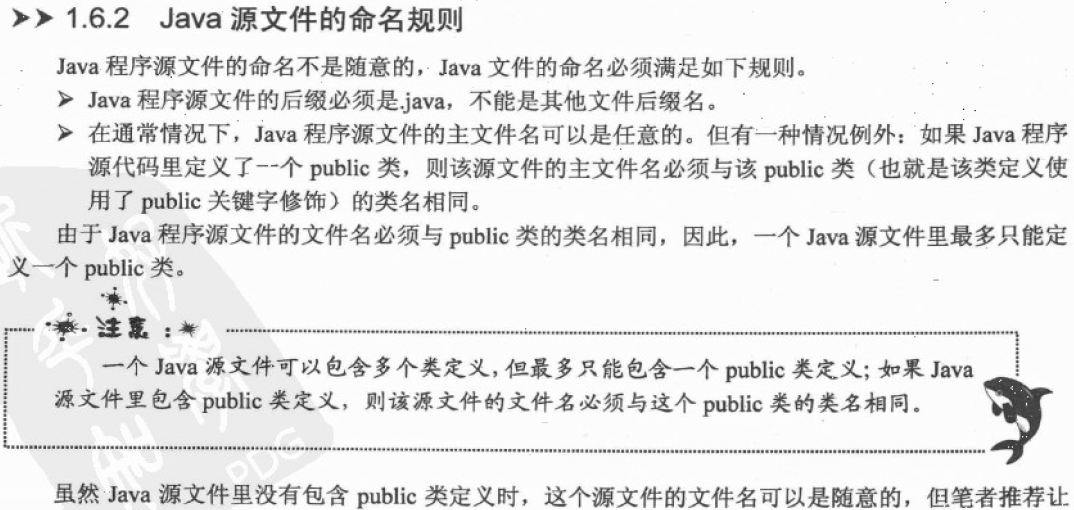 1.6.2 Java 源文件的命名规则
Java 程序源文件的命名不是随意的，Java 文件的命名必须满足如下规则。
➢ Java 程序源文件的后缀必须是.java，不能是其他文件后缀名。
➢ 在通常情况下，Java 程序源文件的主文件名可以是任意的。但有一种情况例外：如果 Java 程序
源代码里定义了一个 public 类，则该源文件的主文件名必须与该 public 类（也就是该类定义使
用了 public 关键字修饰）的类名相同。
由于 Java 程序源文件的文件名必须与 public 类的类名相同，因此，一个 Java 源文件里最多只能定
义一个 public 类。
注意：
一个 Java 源文件可以包含多个类定义，但最多只能包含一个 public 类定义；如果 Java
源文件里包含 public 类定义，则该源文件的文件名必须与这个 public 类的类名相同。
PDG
虽然 Java 源文件里没有包含 public 类定义时，这个源文件的文件名可以是随意的，但笔者推荐让